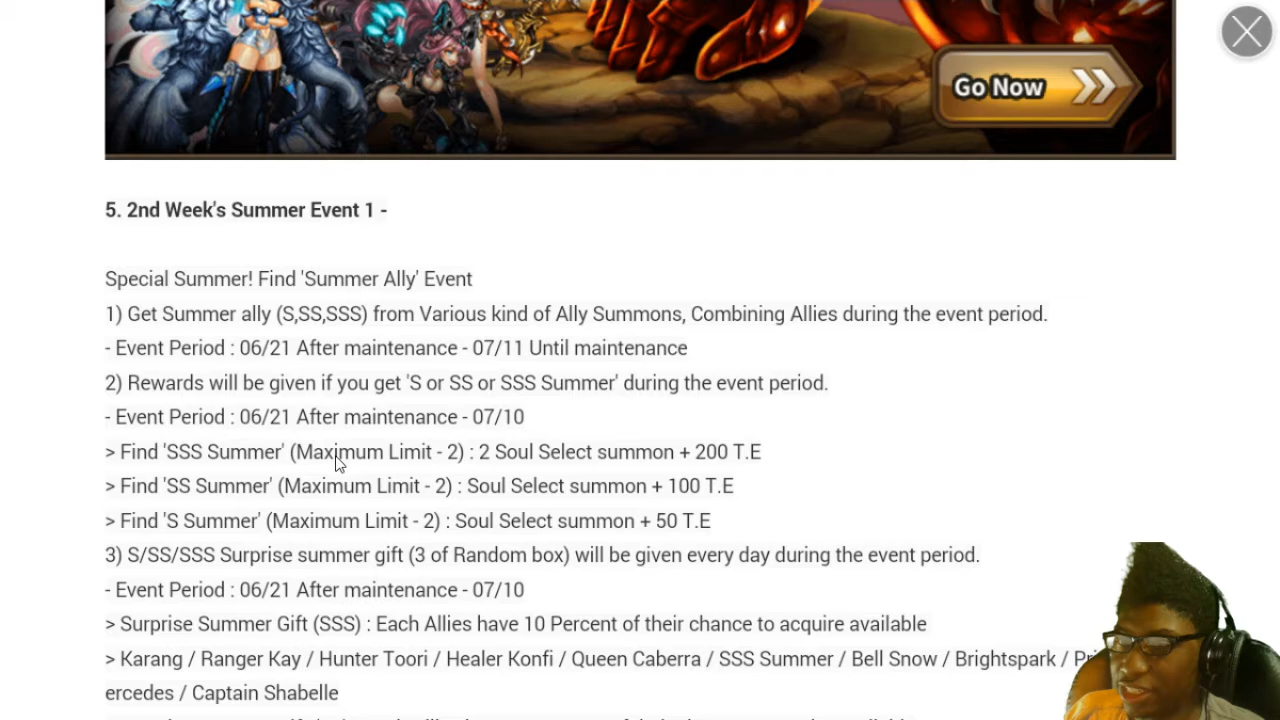 Go Now
5. 2nd Week's Summer Event 1 -
Special Summer! Find 'Summer Ally' Event
1) Get Summer ally (S,SS,SSS) from Various kind of Ally Summons, Combining Allies during the event period.
- Event Period : 06/21 After maintenance - 07/11 Until maintenance
2) Rewards will be given if you get 'S or SS or SSS Summer' during the event period.
- Event Period : 06/21 After maintenance - 07/10
> Find 'SSS Summer' (Maximum Limit - 2) : 2 Soul Select summon + 200 T.E
> Find 'SS Summer' (Maximum Limit - 2) : Soul Select summon + 100 T.E
> Find 'S Summer' (Maximum Limit - 2) : Soul Select summon + 50 T.E
3) S/SS/SSS Surprise summer gift (3 of Random box) will be given every day during the event period.
- Event Period : 06/21 After maintenance - 07/10
> Surprise Summer Gift (SSS) : Each Allies have 10 Percent of their chance to acquire available
> Karang / Ranger Kay / Hunter Toori / Healer Konfi / Queen Caberra / SSS Summer / Bell Snow / Brightspark /
ercedes / Captain Shabelle